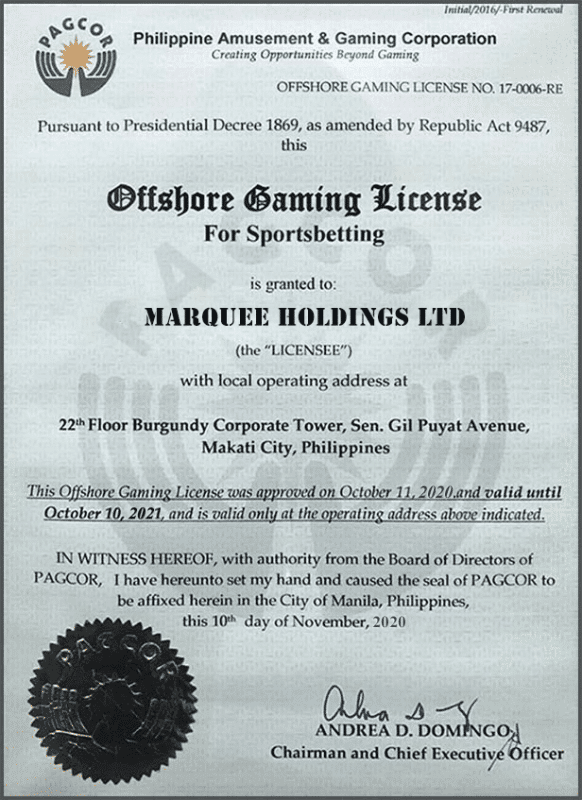 Initial/2016/-First Renewal
PAGCOR
Philippine Amusement & Gaming Corporation
Creating Opportunities Beyond Gaming
OFFSHORE GAMING LICENSE NO. 17-0006-RE
Pursuant to Presidential Decree 1869, as amended by Republic Act 9487,
this
Offshore Gaming License
For Sportsbetting
is granted to:
MARQUEE HOLDINGS LTD
(the "LICENSEE")
with local operating address at
22th Floor Burgundy Corporate Tower, Sen. Gil Puyat Avenue,
Makati City, Philippines
This Offshore Gaming License was approved on October 11, 2020.and valid until
October 10, 2021, and is valid only at the operating address above indicated.
IN WITNESS HEREOF, with authority from the Board of Directors of
PAGCOR, I have hereunto set my hand and caused the seal of PAGCOR to
be affixed herein in the City of Manila, Philippines,
this 10th day of November, 2020
PAGCOR
PAGCOR
ANDREA D. DOMINGO
Chairman and Chief Executive Officer